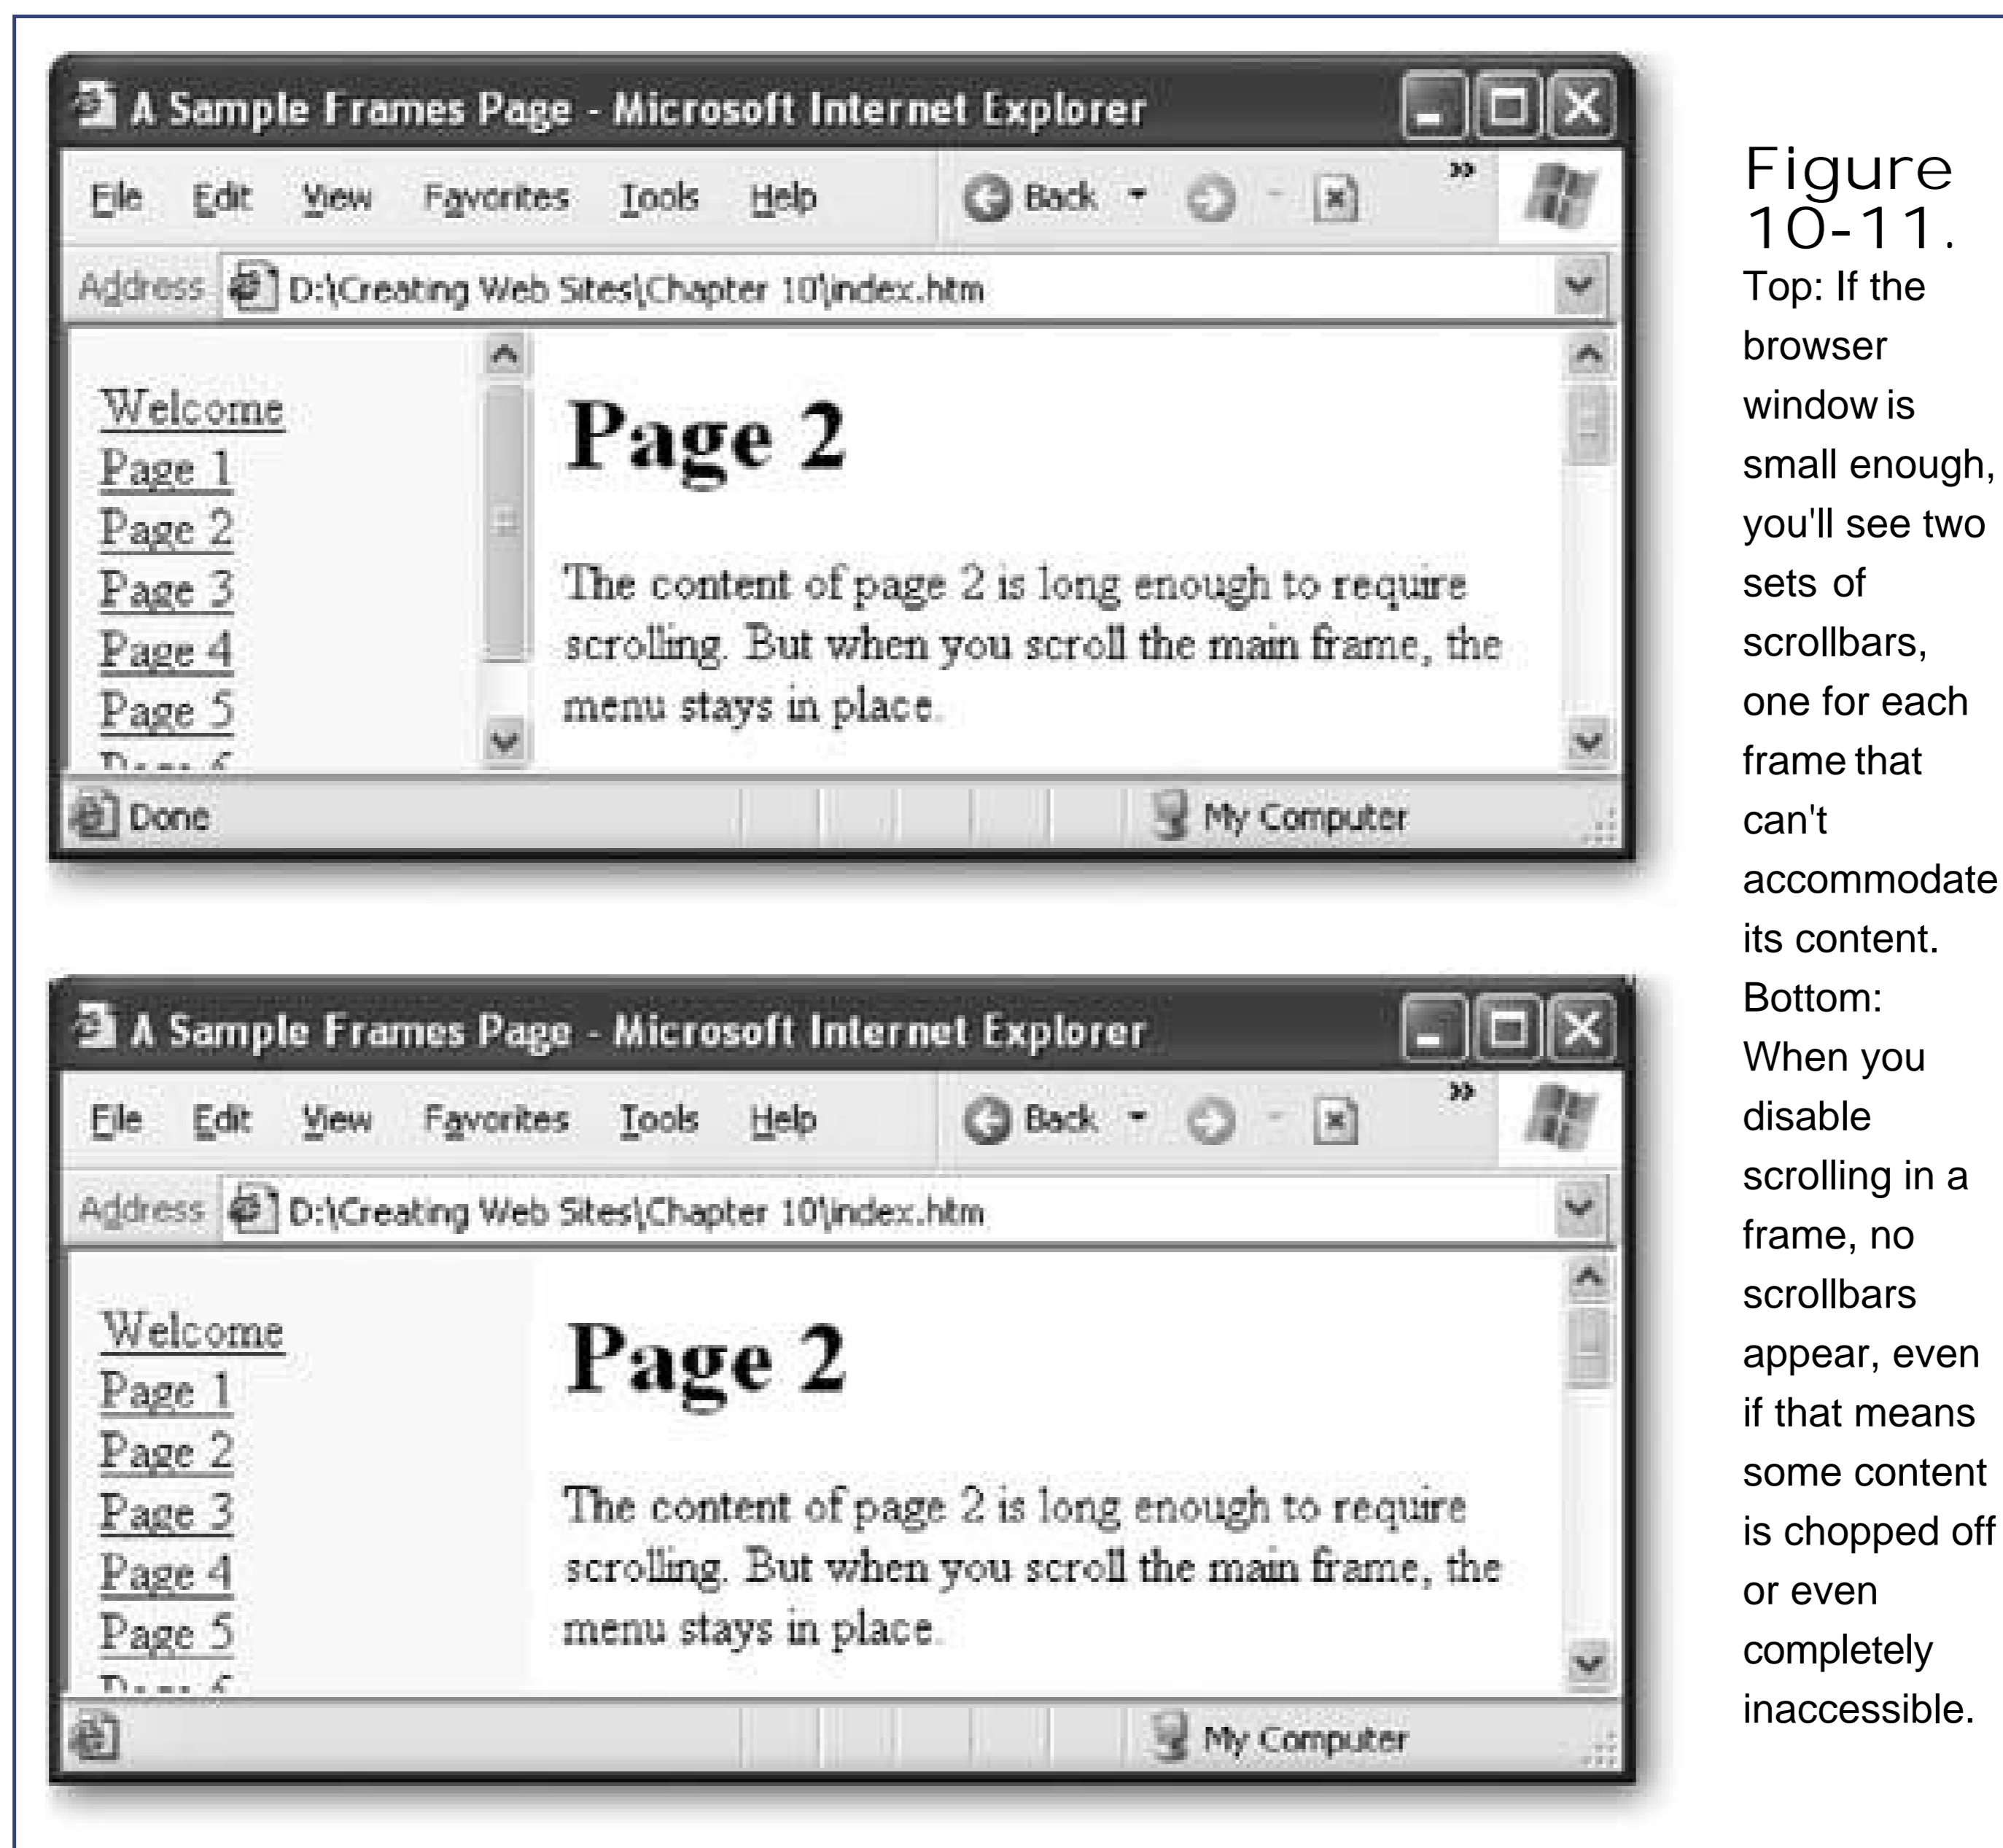 A Sample Frames Page - Microsoft Internet Explorer
File Edit View Favorites Tools Help Back »
Address D:\Creating Web Sites\Chapter 10\index.htm
Welcome
Page 1
Page 2
Page 3
Page 4
Page 5
Page 2
The content of page 2 is long enough to require
scrolling. But when you scroll the main frame, the
menu stays in place.
Done My Computer
A Sample Frames Page - Microsoft Internet Explorer
File Edit View Favorites Tools Help Back »
Address D:\Creating Web Sites\Chapter 10\index.htm
Welcome
Page 1
Page 2
Page 3
Page 4
Page 5
Page 2
The content of page 2 is long enough to require
scrolling. But when you scroll the main frame, the
menu stays in place.
My Computer
Figure
10-11.
Top: If the
browser
window is
small enough,
you'll see two
sets of
scrollbars,
one for each
frame that
can't
accommodate
its content.
Bottom:
When you
disable
scrolling in a
frame, no
scrollbars
appear, even
if that means
some content
is chopped off
or even
completely
inaccessible.